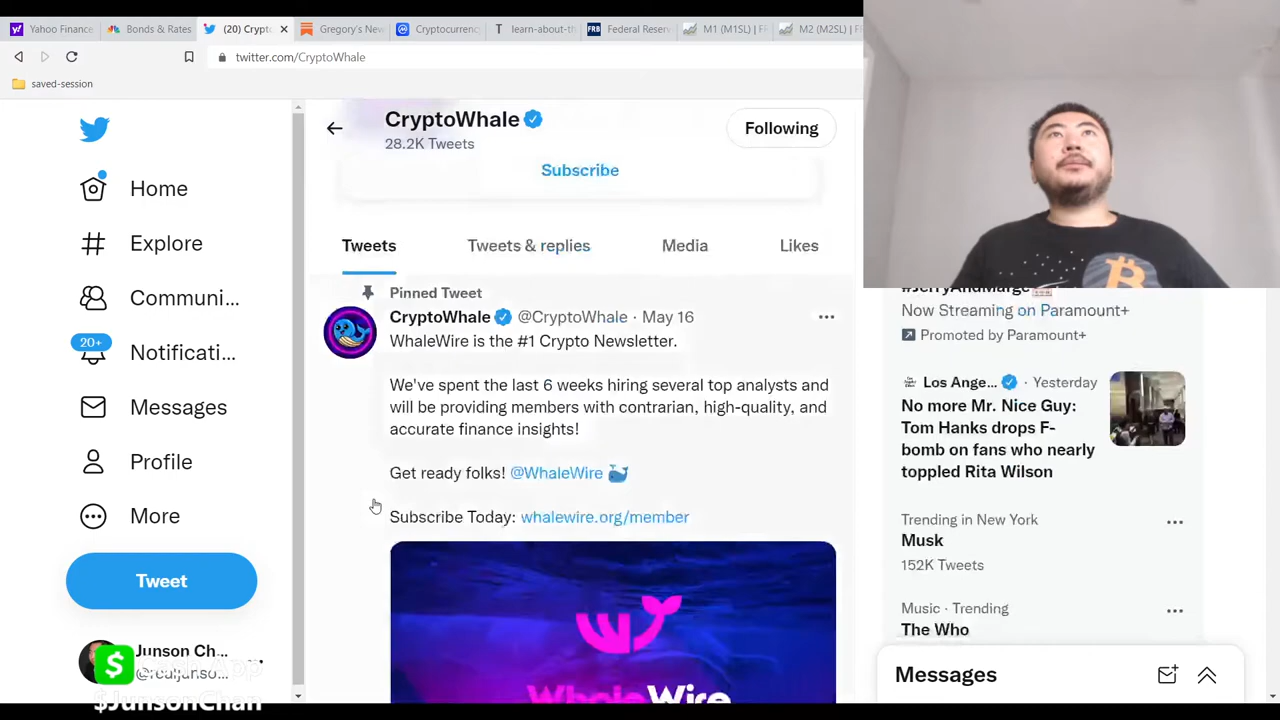 Yahoo Finance
Bonds & Rates
(20) Crypt
Gregory's New
Cryptocurrency
learn-about-th
FRB
Federal Reserv
M1 (M1SL) | F
M2 (M2SL) | F
twitter.com/CryptoWhale
saved-session
CryptoWhale
28.2K Tweets
Following
Subscribe
Home
Explore
Communi...
20+
Notificati...
Messages
Profile
More
Tweet
Junson Ch...
@realjunso...
$JunsonChan
Tweets
Tweets & replies
Media
Likes
Pinned Tweet
CryptoWhale @CryptoWhale · May 16
WhaleWire is the #1 Crypto Newsletter.
We've spent the last 6 weeks hiring several top analysts and
will be providing members with contrarian, high-quality, and
accurate finance insights!
Get ready folks! @WhaleWire
Subscribe Today: whalewire.org/member
WhaleWire
#JerryAndMarge
Now Streaming on Paramount+
Promoted by Paramount+
Los Ange... · Yesterday
No more Mr. Nice Guy:
Tom Hanks drops F-
bomb on fans who nearly
toppled Rita Wilson
Trending in New York
Musk
152K Tweets
Music · Trending
The Who
Messages